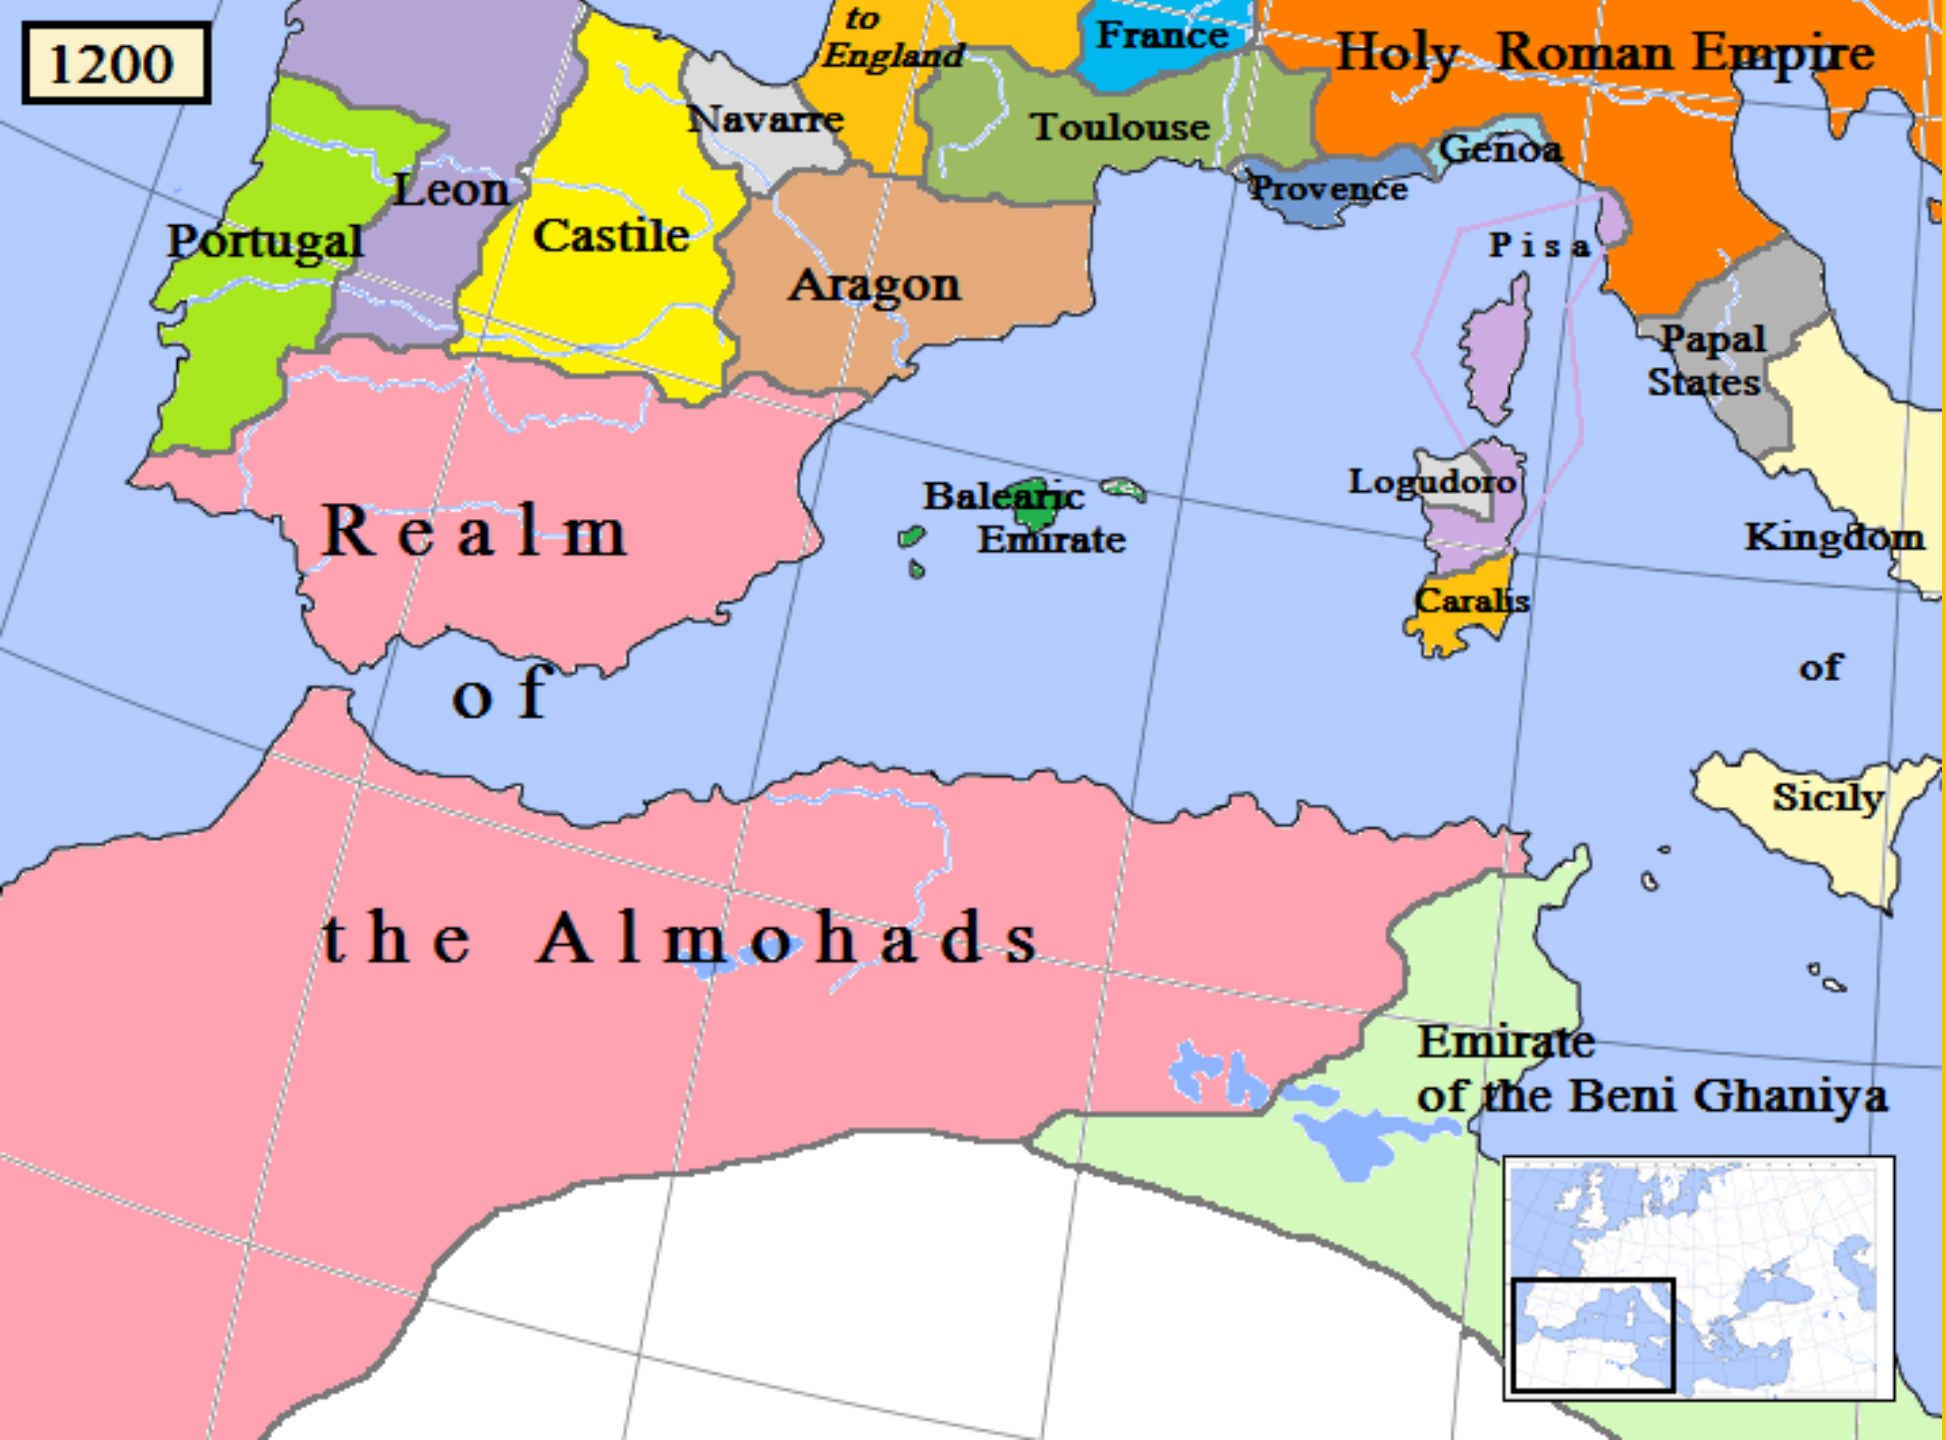 1200
to
England
France
Holy Roman Empire
Navarre
Toulouse
Genoa
Leon
Provence
Portugal
Castile
Pisa
Aragon
Papal
States
Logudoro
Balearic
Emirate
Realm
Kingdom
Caralis
of
of
Sicily
the Almohads
Emirate
of the Beni Ghaniya